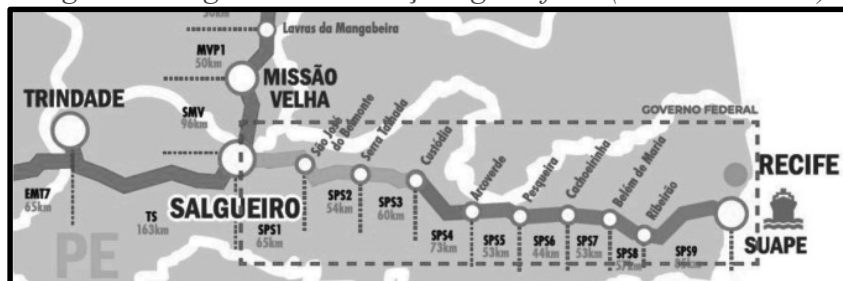 50km
Lavras da Mangabeira
MVP1
50km
MISSÃO
VELHA
TRINDADE
SMV
96km
GOVERNO FEDERAL
São José
do Belmonte
Serra Talhada
Custódia
Arcoverde
Pesqueira
Cachoeirinha
Belém de Maria
Ribeirão
RECIFE
SUAPE
EMT7
65km
TS
163km
SALGUEIRO
SPS1
65km
SPS2
54km
SPS3
60km
SPS4
73km
SPS5
53km
SPS6
44km
SPS7
53km
SPS8
SPS9
PE